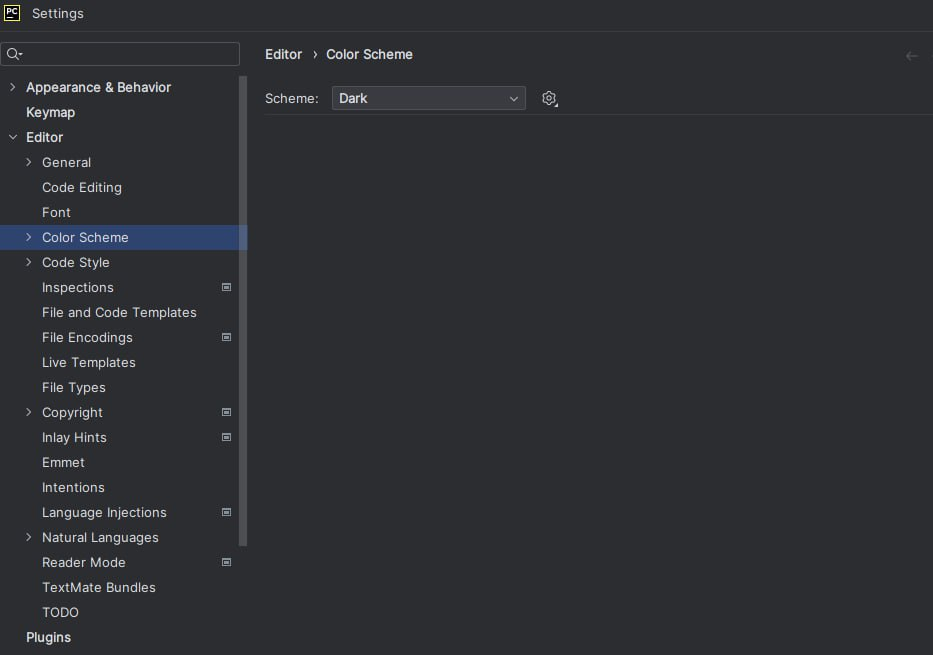 PC Settings
Editor › Color Scheme
Scheme: Dark
Appearance & Behavior
Keymap
Editor
General
Code Editing
Font
Color Scheme
Code Style
Inspections
File and Code Templates
File Encodings
Live Templates
File Types
Copyright
Inlay Hints
Emmet
Intentions
Language Injections
Natural Languages
Reader Mode
TextMate Bundles
TODO
Plugins